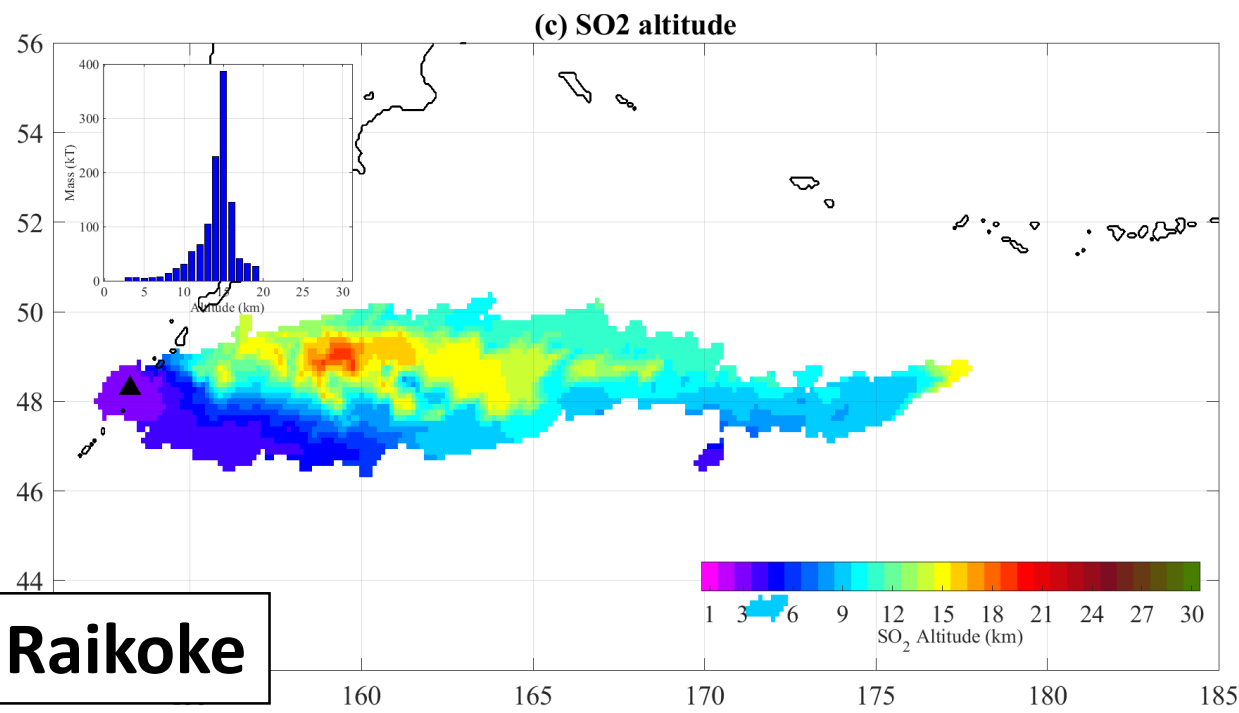 (c) SO2 altitude
56
54
52
50
48
46
44
400
300
200
100
0
Mass (kT)
0 5 10 15 20 25 30
Altitude (km)
1 3 6 9 12 15 18 21 24 27 30
SO2 Altitude (km)
Raikoke
160 165 170 175 180 185